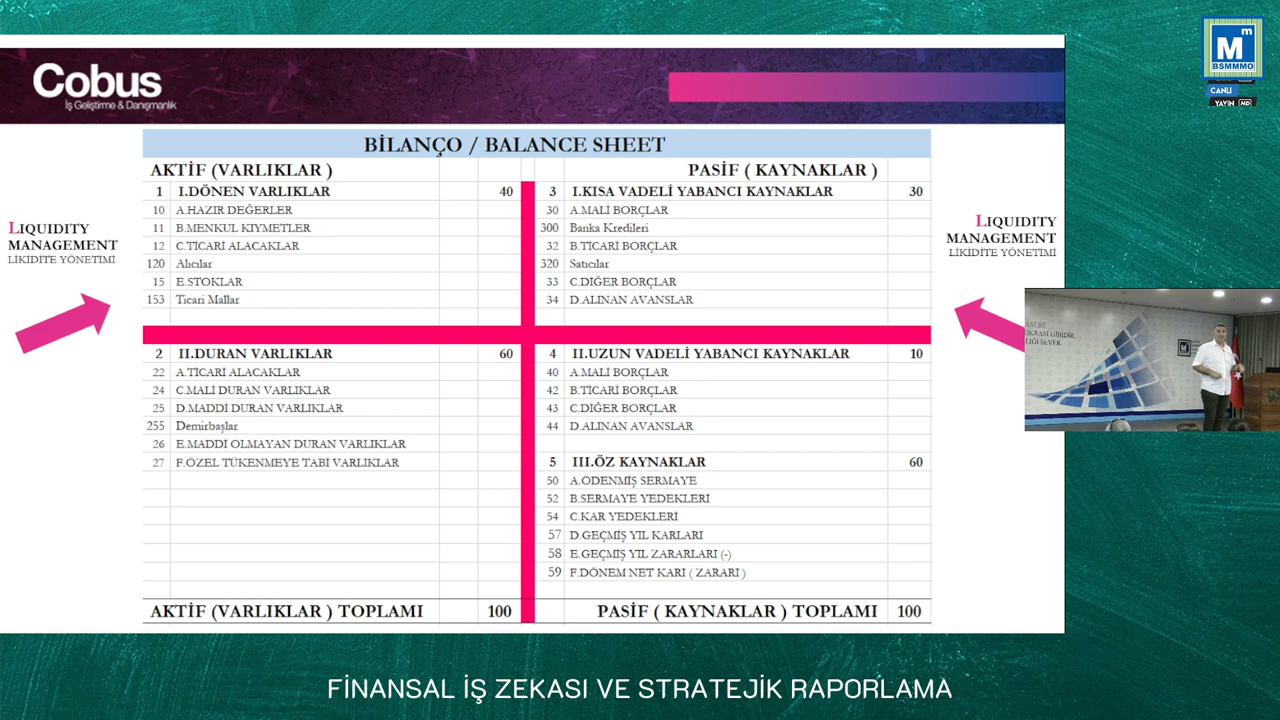 Cobus
İş Geliştirme & Danışmanlık
Mm
BSMMMO
CANLI
YAYIN HD
BİLANÇO / BALANCE SHEET
AKTİF (VARLIKLAR ) PASİF ( KAYNAKLAR )
1 I.DÖNEN VARLIKLAR 40 3 I.KISA VADELİ YABANCI KAYNAKLAR 30
10 A.HAZIR DEĞERLER 30 A.MALİ BORÇLAR
11 B.MENKUL KIYMETLER 300 Banka Kredileri
12 C.TİCARİ ALACAKLAR 32 B.TİCARİ BORÇLAR
120 Alıcılar 320 Satıcılar
15 E.STOKLAR 33 C.DİĞER BORÇLAR
153 Ticari Mallar 34 D.ALINAN AVANSLAR
2 II.DURAN VARLIKLAR 60 4 II.UZUN VADELİ YABANCI KAYNAKLAR 10
22 A.TİCARİ ALACAKLAR 40 A.MALİ BORÇLAR
24 C.MALİ DURAN VARLIKLAR 42 B.TİCARİ BORÇLAR
25 D.MADDİ DURAN VARLIKLAR 43 C.DİĞER BORÇLAR
255 Demirbaşlar 44 D.ALINAN AVANSLAR
26 E.MADDİ OLMAYAN DURAN VARLIKLAR
27 F.ÖZEL TÜKENMEYE TABİ VARLIKLAR 5 III.ÖZ KAYNAKLAR 60
50 A.ÖDENMİŞ SERMAYE
52 B.SERMAYE YEDEKLERİ
54 C.KAR YEDEKLERİ
57 D.GEÇMİŞ YIL KARLARI
58 E.GEÇMİŞ YIL ZARARLARI (-)
59 F.DÖNEM NET KARI ( ZARARI )
AKTİF (VARLIKLAR ) TOPLAMI 100 PASİF ( KAYNAKLAR ) TOPLAMI 100
LIQUIDITY
MANAGEMENT
LİKİDİTE YÖNETİMİ
LIQUIDITY
MANAGEMENT
LİKİDİTE YÖNETİMİ
FİNANSAL İŞ ZEKASI VE STRATEJİK RAPORLAMA